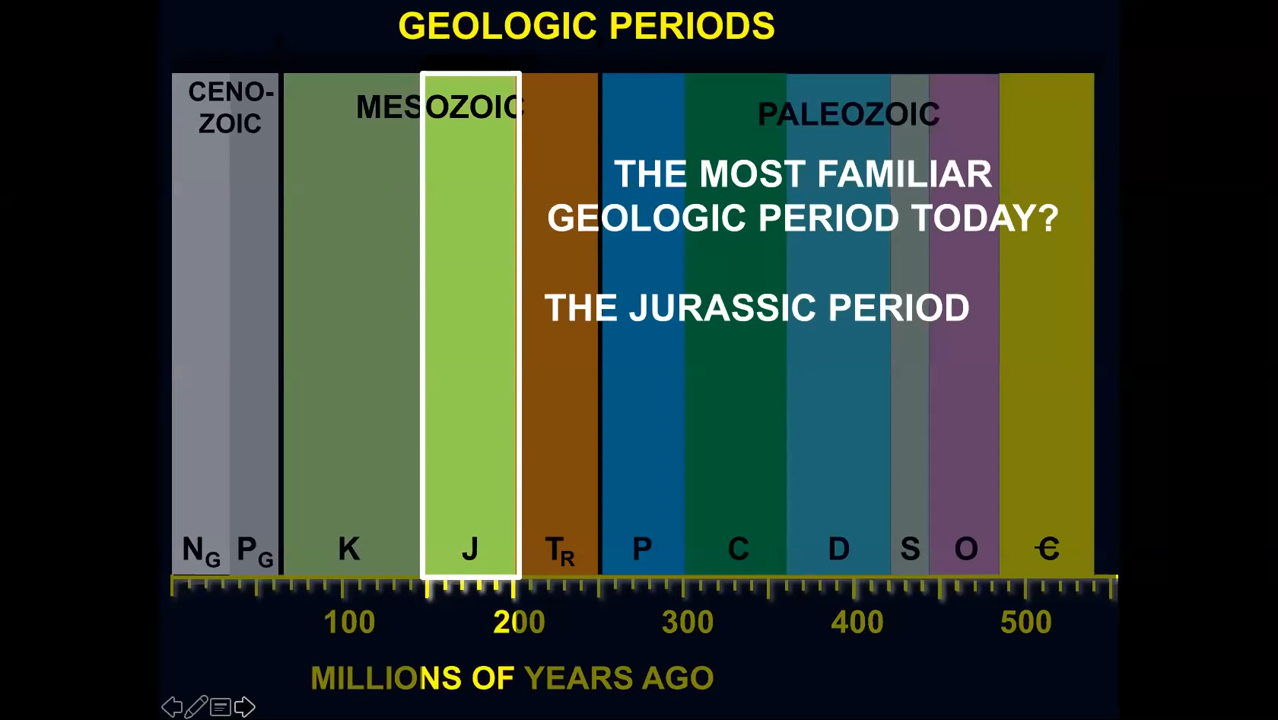 GEOLOGIC PERIODS
CENO-
ZOIC
MESOZOIC
PALEOZOIC
THE MOST FAMILIAR
GEOLOGIC PERIOD TODAY?
THE JURASSIC PERIOD
NG PG K J TR P C D S O Ꞓ
100 200 300 400 500
MILLIONS OF YEARS AGO